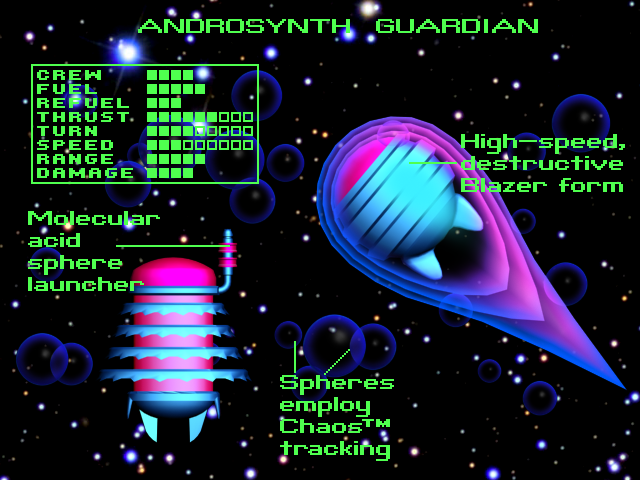 ANDROSYNTH GUARDIAN
CREW
FUEL
REFUEL
THRUST
TURN
SPEED
RANGE
DAMAGE
High-speed,
destructive
Blazer form
Molecular
acid
sphere
launcher
Spheres
employ
Chaos™
tracking